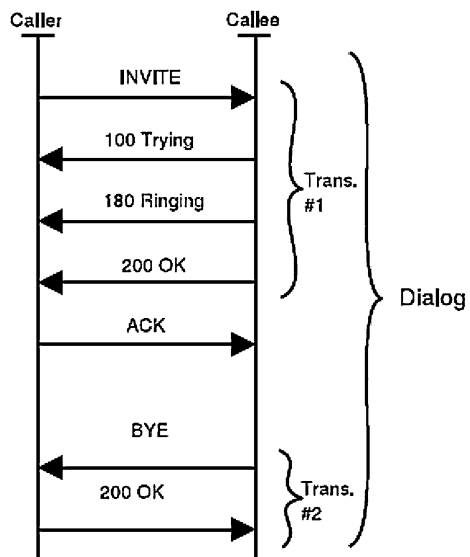 Caller
Callee
INVITE
100 Trying
180 Ringing
Trans.
#1
200 OK
Dialog
ACK
BYE
200 OK
Trans.
#2